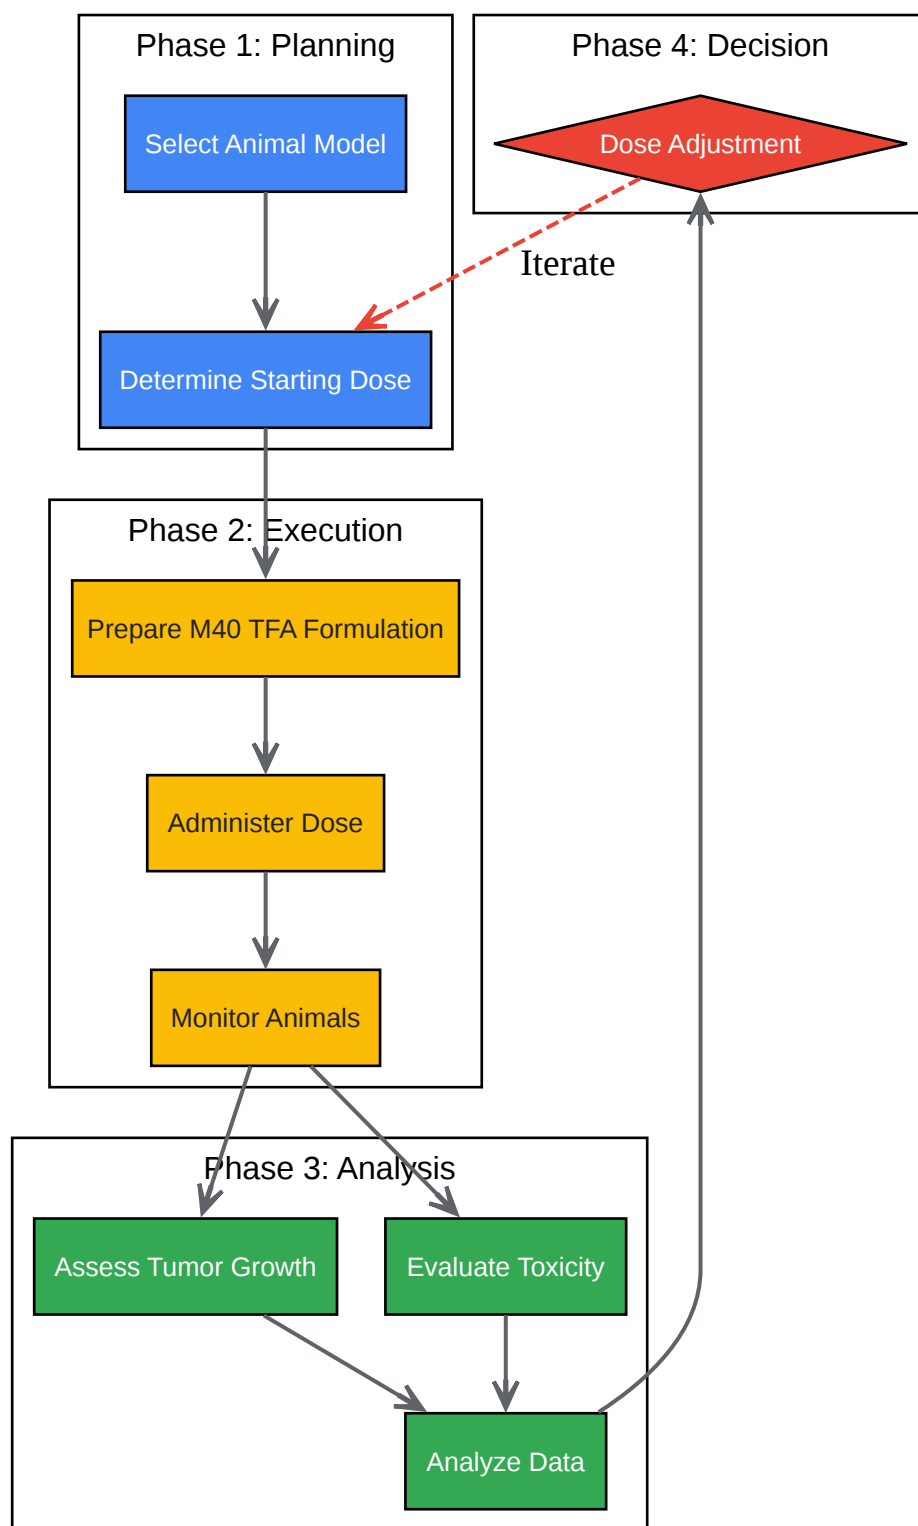 Phase 1: Planning
Select Animal Model
Determine Starting Dose
Phase 4: Decision
Dose Adjustment
Iterate
Phase 2: Execution
Prepare M40 TFA Formulation
Administer Dose
Monitor Animals
Phase 3: Analysis
Assess Tumor Growth
Evaluate Toxicity
Analyze Data